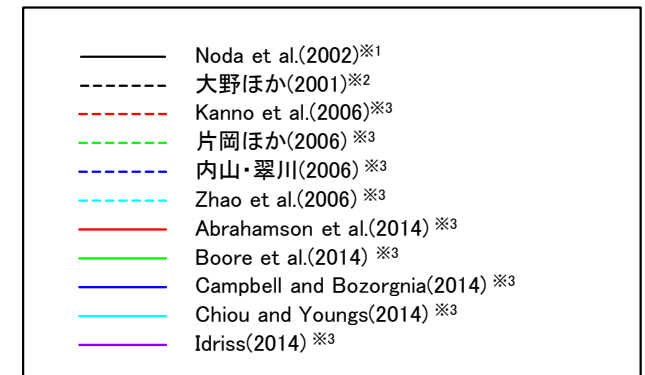 Noda et al.(2002)※1
大野ほか(2001)※2
Kanno et al.(2006)※3
片岡ほか(2006) ※3
内山・翠川(2006) ※3
Zhao et al.(2006) ※3
Abrahamson et al.(2014) ※3
Boore et al.(2014) ※3
Campbell and Bozorgnia(2014) ※3
Chiou and Youngs(2014) ※3
Idriss(2014) ※3